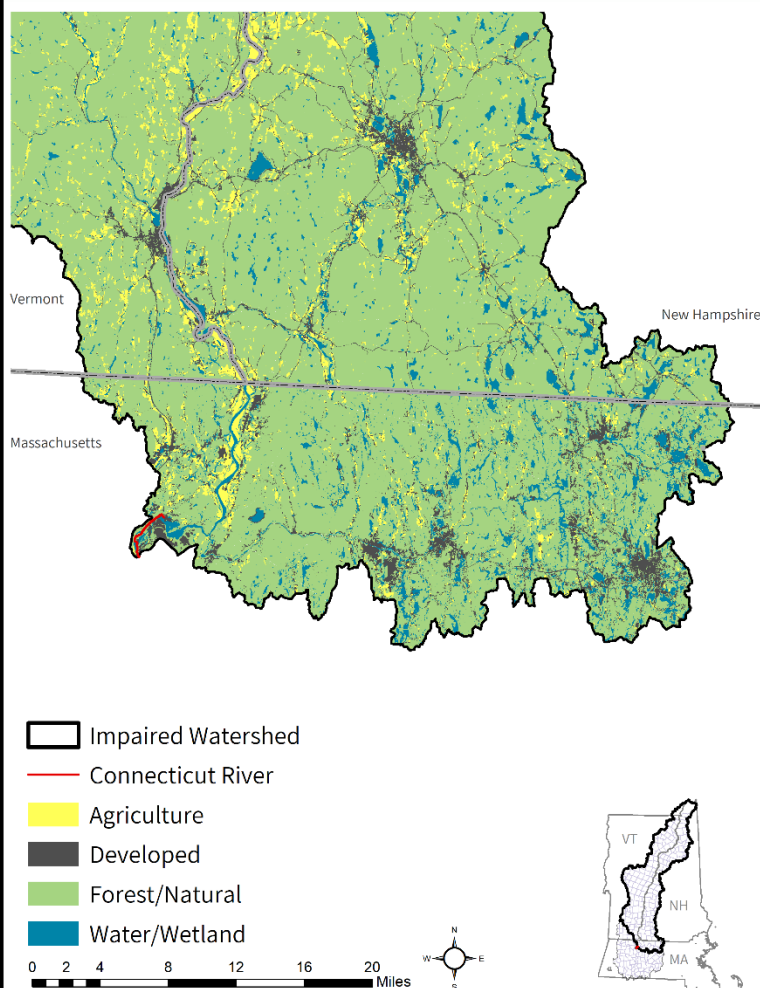 Vermont
New Hampshire
Massachusetts
Impaired Watershed
Connecticut River
Agriculture
Developed
Forest/Natural
Water/Wetland
0 2 4 8 12 16 20 Miles
N
W E
S
VT
NH
MA